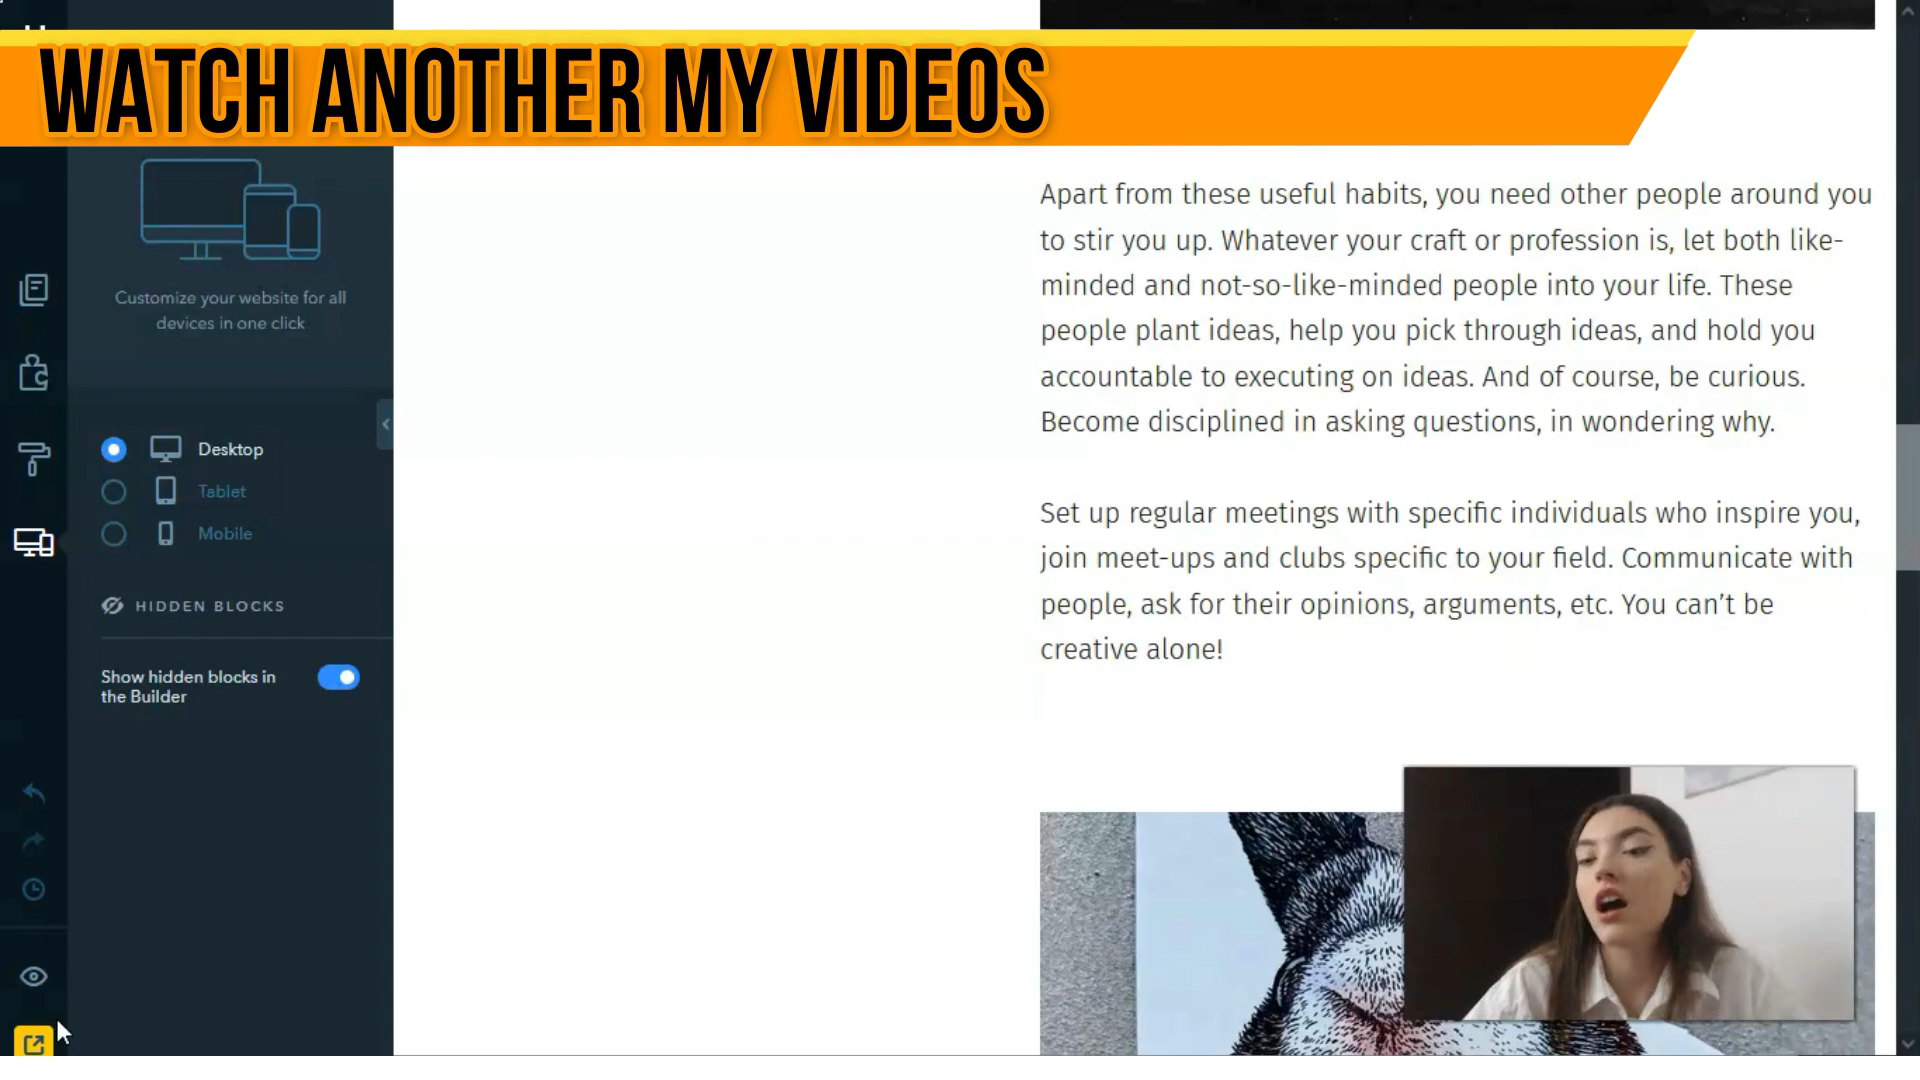 WATCH ANOTHER MY VIDEOS
Customize your website for all
devices in one click
Desktop
Tablet
Mobile
HIDDEN BLOCKS
Show hidden blocks in
the Builder
Apart from these useful habits, you need other people around you
to stir you up. Whatever your craft or profession is, let both like-
minded and not-so-like-minded people into your life. These
people plant ideas, help you pick through ideas, and hold you
accountable to executing on ideas. And of course, be curious.
Become disciplined in asking questions, in wondering why.
Set up regular meetings with specific individuals who inspire you,
join meet-ups and clubs specific to your field. Communicate with
people, ask for their opinions, arguments, etc. You can’t be
creative alone!